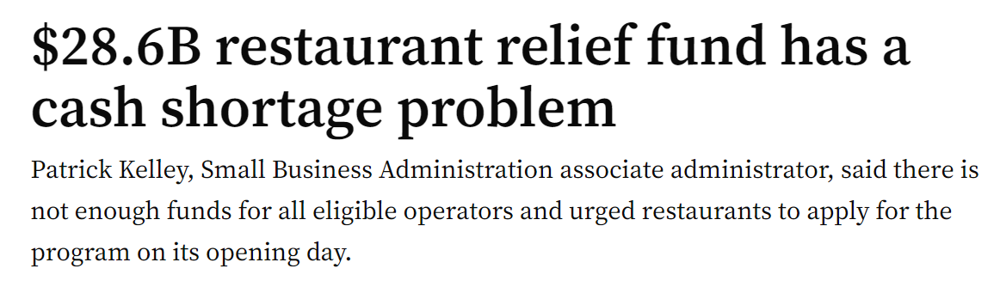 $28.6B restaurant relief fund has a
cash shortage problem
Patrick Kelley, Small Business Administration associate administrator, said there is
not enough funds for all eligible operators and urged restaurants to apply for the
program on its opening day.